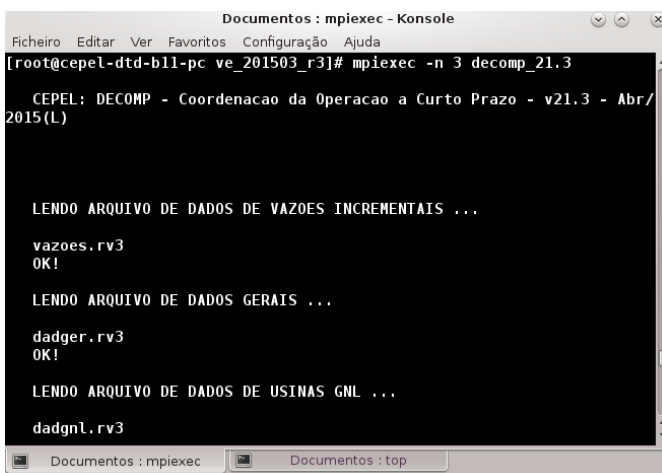 Documentos : mpiexec – Konsole
Ficheiro Editar Ver Favoritos Configuração Ajuda
[root@cepel-dtd-b11-pc ve_201503_r3]# mpiexec -n 3 decomp_21.3
CEPEL: DECOMP - Coordenacao da Operacao a Curto Prazo - v21.3 - Abr/
2015(L)
LENDO ARQUIVO DE DADOS DE VAZOES INCREMENTAIS ...
vazoes.rv3
OK!
LENDO ARQUIVO DE DADOS GERAIS ...
dadger.rv3
OK!
LENDO ARQUIVO DE DADOS DE USINAS GNL ...
dadgnl.rv3
Documentos : mpiexec
Documentos : top